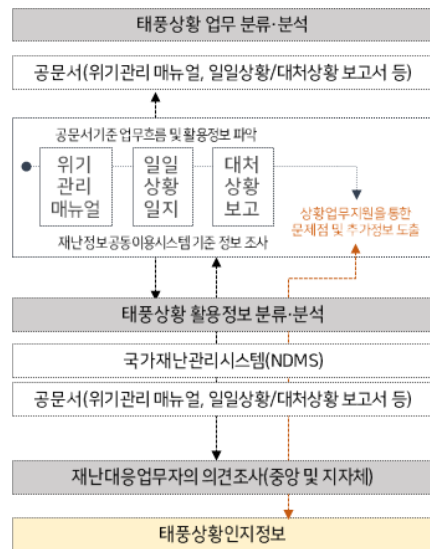 태풍상황 업무 분류·분석
공문서(위기관리 매뉴얼, 일일상황/대처상황 보고서 등)
공문서기준 업무흐름 및 활용정보 파악
위기
관리
매뉴얼
일일
상황
일지
대처
상황
보고
상황업무지원을 통한
문제점 및 추가정보 도출
재난정보공동이용시스템 기준 정보 조사
태풍상황 활용정보 분류·분석
국가재난관리시스템(NDMS)
공문서(위기관리 매뉴얼, 일일상황/대처상황 보고서 등)
재난대응업무자의 의견조사(중앙 및 지자체)
태풍상황인지정보